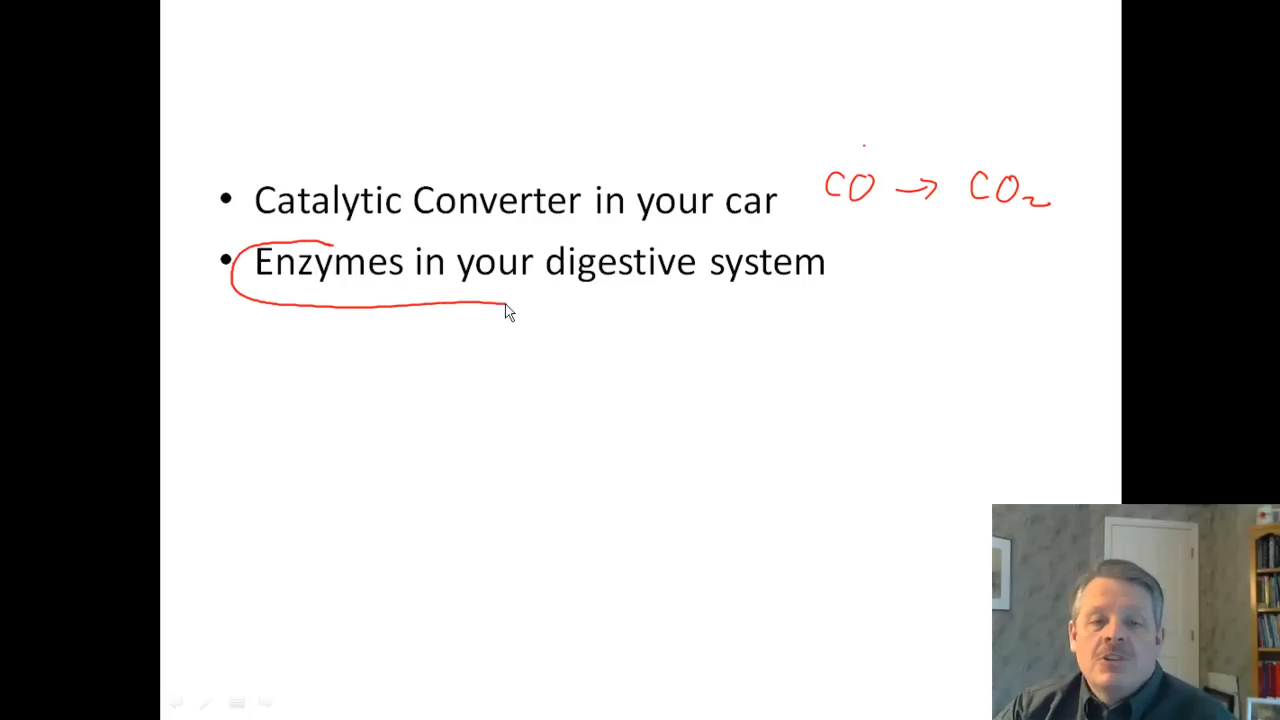 • Catalytic Converter in your car CO → CO₂
• Enzymes in your digestive system